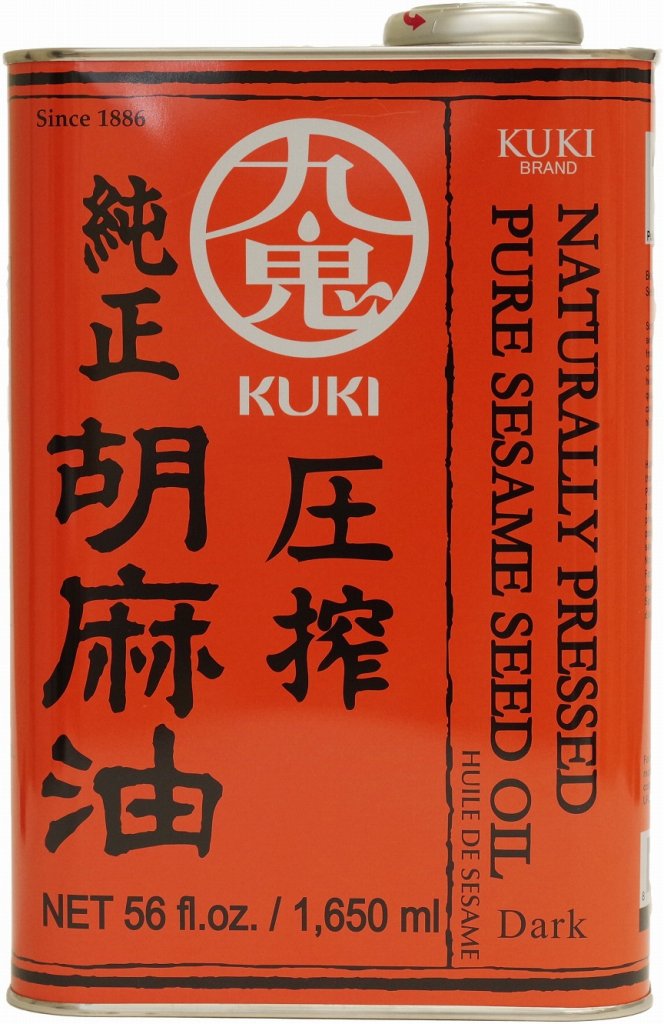 Since 1886
九鬼
KUKI
純正
胡麻油
圧搾
NET 56 fl.oz. / 1,650 ml
KUKI
BRAND
NATURALLY PRESSED
PURE SESAME SEED OIL
HUILE DE SESAME
Dark